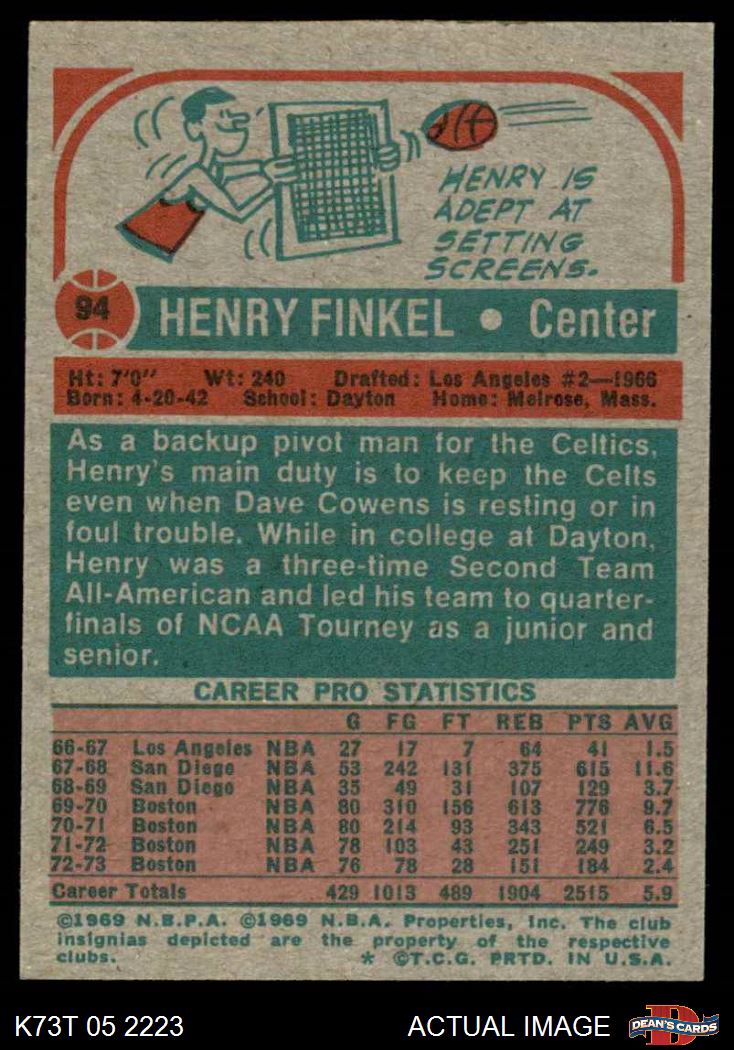 HENRY IS
ADEPT AT
SETTING
SCREENS.
94 HENRY FINKEL • Center
Ht: 7'0" Wt: 240 Drafted: Los Angeles #2—1966
Born: 4-20-42 School: Dayton Home: Melrose, Mass.
As a backup pivot man for the Celtics,
Henry's main duty is to keep the Celts
even when Dave Cowens is resting or in
foul trouble. While in college at Dayton,
Henry was a three-time Second Team
All-American and led his team to quarter-
finals of NCAA Tourney as a junior and
senior.
CAREER PRO STATISTICS
G FG FT REB PTS AVG
66-67 Los Angeles NBA 27 17 7 64 41 1.5
67-68 San Diego NBA 53 242 131 375 615 11.6
68-69 San Diego NBA 35 49 31 107 129 3.7
69-70 Boston NBA 80 310 156 613 776 9.7
70-71 Boston NBA 80 214 93 343 521 6.5
71-72 Boston NBA 78 103 43 251 249 3.2
72-73 Boston NBA 76 78 28 151 184 2.4
Career Totals 429 1013 489 1904 2515 5.9
©1969 N.B.P.A. ©1969 N.B.A. Properties, Inc. The club
insignias depicted are the property of the respective
clubs. * ©T.C.G. PRTD. IN U.S.A.
K73T 05 2223 ACTUAL IMAGE DEAN'S CARDS